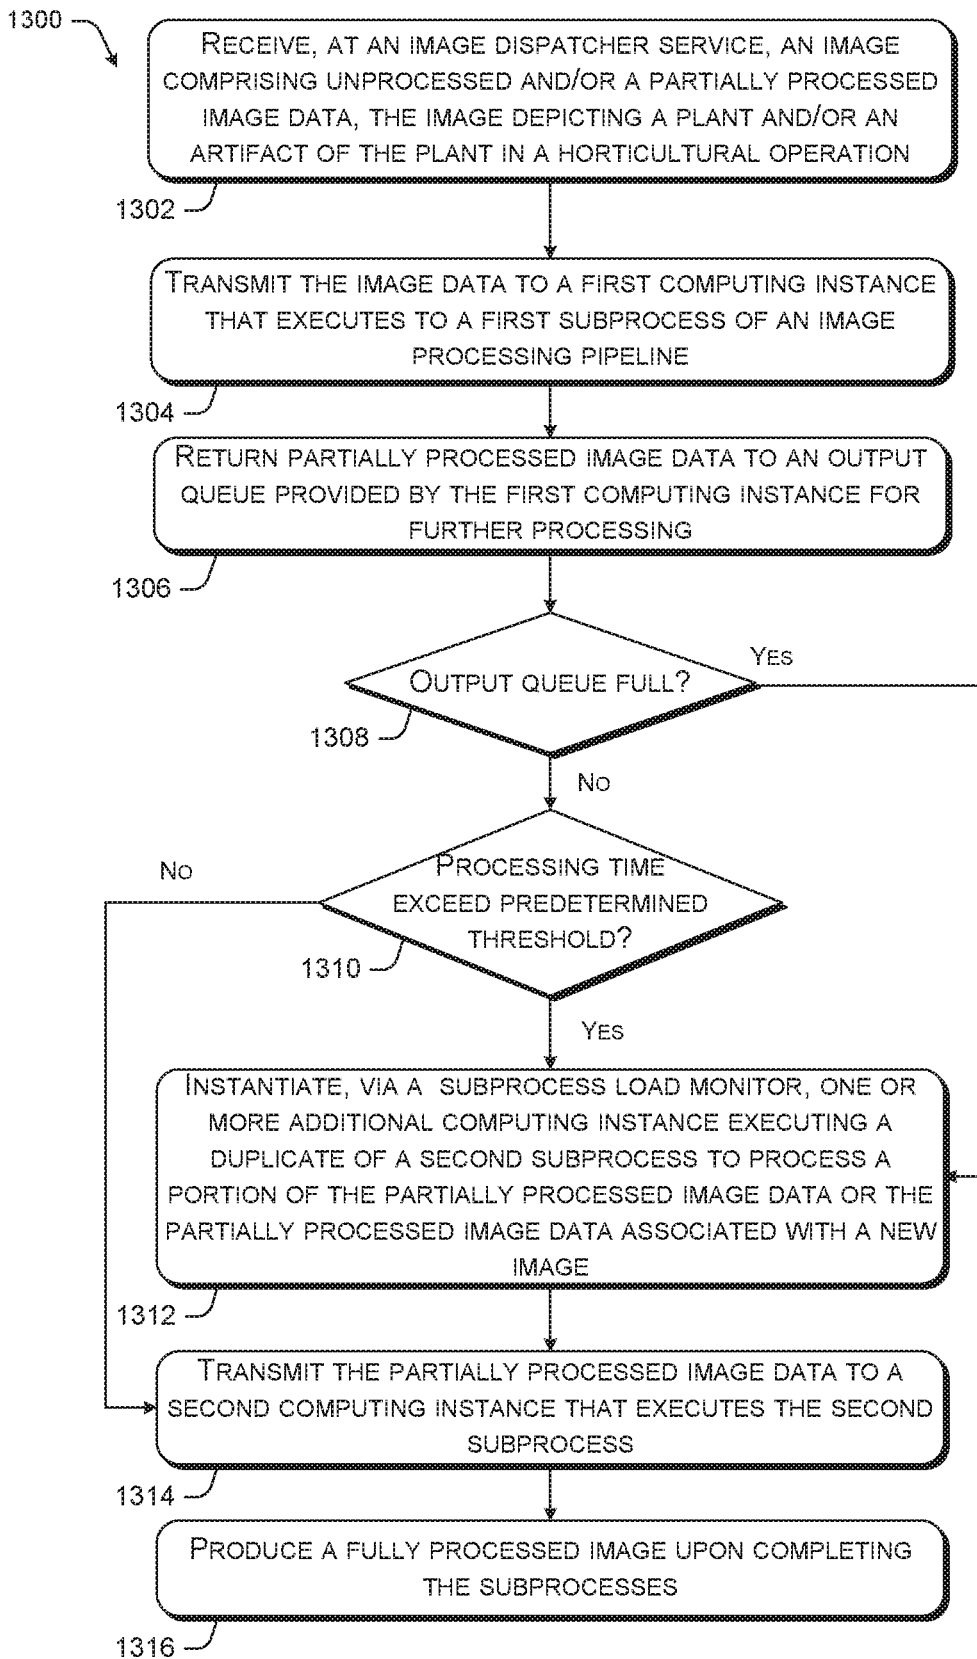 1300
RECEIVE, AT AN IMAGE DISPATCHER SERVICE, AN IMAGE
COMPRISING UNPROCESSED AND/OR A PARTIALLY PROCESSED
IMAGE DATA, THE IMAGE DEPICTING A PLANT AND/OR AN
ARTIFACT OF THE PLANT IN A HORTICULTURAL OPERATION
1302
TRANSMIT THE IMAGE DATA TO A FIRST COMPUTING INSTANCE
THAT EXECUTES TO A FIRST SUBPROCESS OF AN IMAGE
PROCESSING PIPELINE
1304
RETURN PARTIALLY PROCESSED IMAGE DATA TO AN OUTPUT
QUEUE PROVIDED BY THE FIRST COMPUTING INSTANCE FOR
FURTHER PROCESSING
1306
OUTPUT QUEUE FULL?
YES
1308
NO
PROCESSING TIME
EXCEED PREDETERMINED
THRESHOLD?
NO
1310
YES
INSTANTIATE, VIA A SUBPROCESS LOAD MONITOR, ONE OR
MORE ADDITIONAL COMPUTING INSTANCE EXECUTING A
DUPLICATE OF A SECOND SUBPROCESS TO PROCESS A
PORTION OF THE PARTIALLY PROCESSED IMAGE DATA OR THE
PARTIALLY PROCESSED IMAGE DATA ASSOCIATED WITH A NEW
IMAGE
1312
TRANSMIT THE PARTIALLY PROCESSED IMAGE DATA TO A
SECOND COMPUTING INSTANCE THAT EXECUTES THE SECOND
SUBPROCESS
1314
PRODUCE A FULLY PROCESSED IMAGE UPON COMPLETING
THE SUBPROCESSES
1316